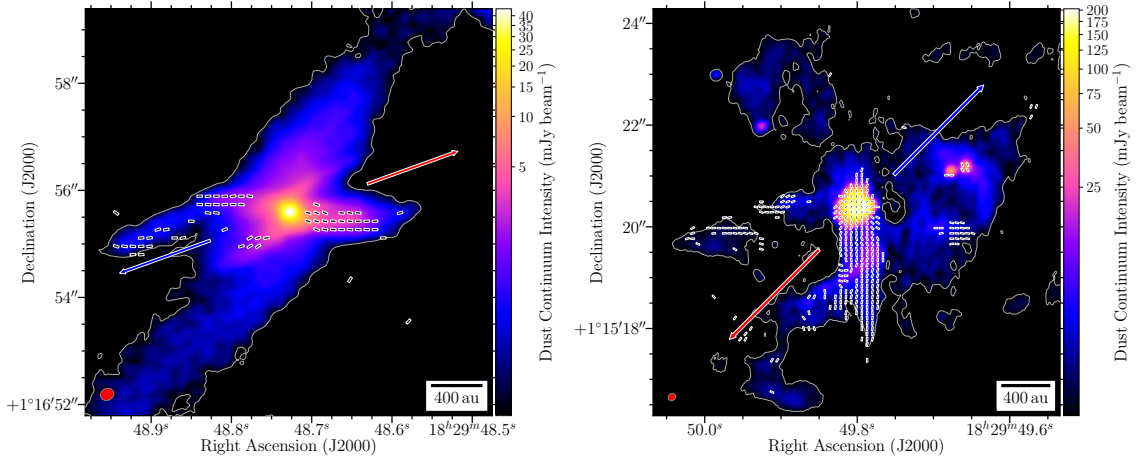 58″
56″
54″
+1°16′52″
Declination (J2000)
48.9ˢ
48.8ˢ
48.7ˢ
48.6ˢ
18ʰ29ᵐ48.5ˢ
Right Ascension (J2000)
400 au
40
35
30
25
20
15
10
5
Dust Continuum Intensity (mJy beam⁻¹)
24″
22″
20″
+1°15′18″
Declination (J2000)
50.0ˢ
49.8ˢ
18ʰ29ᵐ49.6ˢ
Right Ascension (J2000)
400 au
200
175
150
125
100
75
50
25
Dust Continuum Intensity (mJy beam⁻¹)